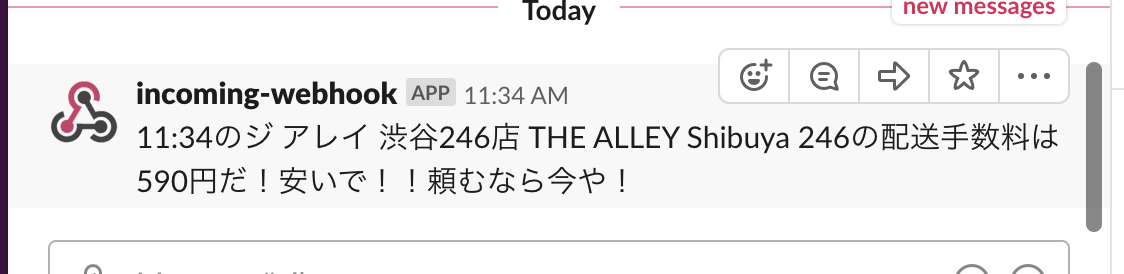 Today
new messages
incoming-webhook APP 11:34 AM
11:34のジ アレイ 渋谷246店 THE ALLEY Shibuya 246の配送手数料は
590円だ！安いで！！頼むなら今や！